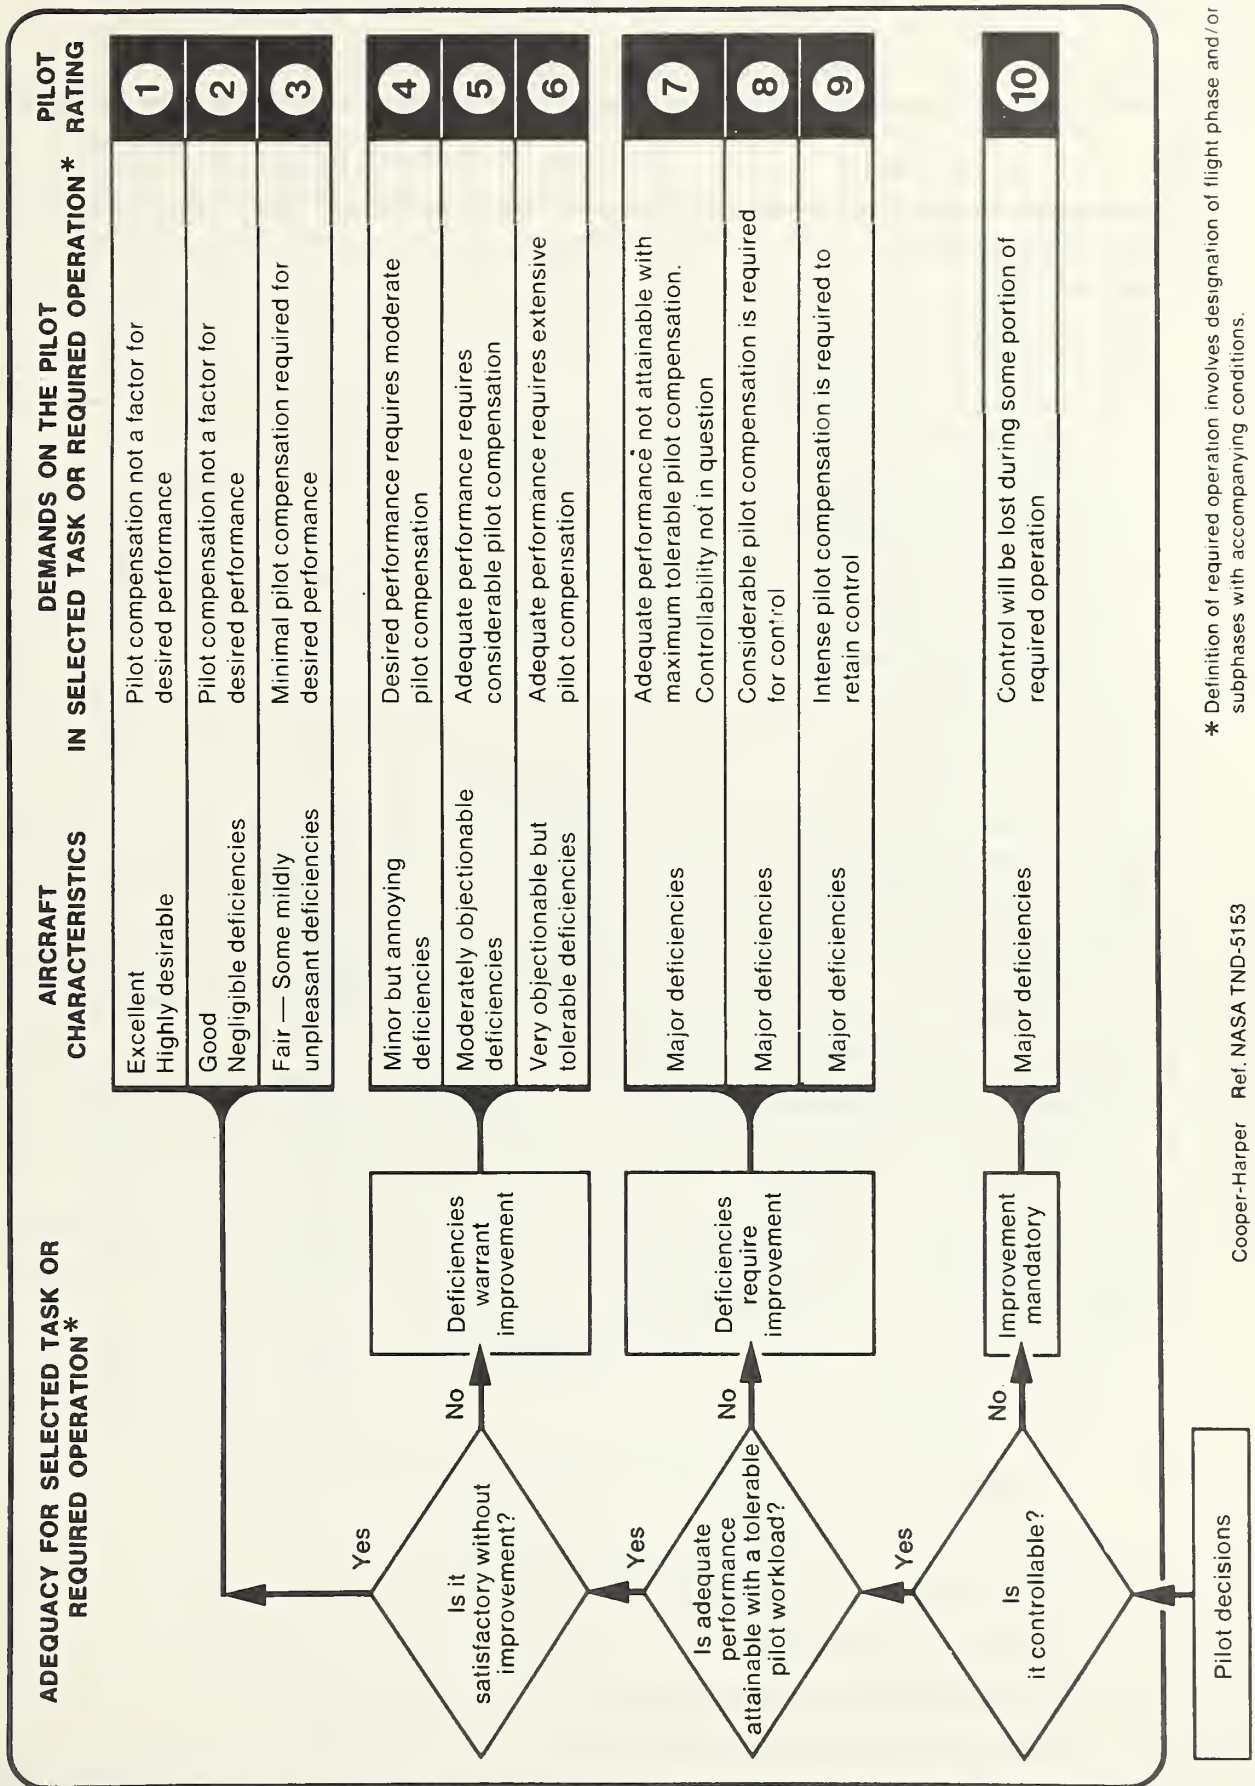 ADEQUACY FOR SELECTED TASK OR
REQUIRED OPERATION*
AIRCRAFT
CHARACTERISTICS
DEMANDS ON THE PILOT
IN SELECTED TASK OR REQUIRED OPERATION*
PILOT
RATING
Excellent
Highly desirable
Pilot compensation not a factor for
desired performance
1
Good
Negligible deficiencies
Pilot compensation not a factor for
desired performance
2
Fair — Some mildly
unpleasant deficiencies
Minimal pilot compensation required for
desired performance
3
Yes
Is it
satisfactory without
improvement?
No
Deficiencies
warrant
improvement
Minor but annoying
deficiencies
Desired performance requires moderate
pilot compensation
4
Moderately objectionable
deficiencies
Adequate performance requires
considerable pilot compensation
5
Very objectionable but
tolerable deficiencies
Adequate performance requires extensive
pilot compensation
6
Yes
Is adequate
performance
attainable with a tolerable
pilot workload?
No
Deficiencies
require
improvement
Major deficiencies
Adequate performance not attainable with
maximum tolerable pilot compensation.
Controllability not in question
7
Major deficiencies
Considerable pilot compensation is required
for control
8
Major deficiencies
Intense pilot compensation is required to
retain control
9
Yes
Is
it controllable?
No
Improvement
mandatory
Major deficiencies
Control will be lost during some portion of
required operation
10
Pilot decisions
Cooper-Harper Ref. NASA TND-5153
* Definition of required operation involves designation of flight phase and/or
subphases with accompanying conditions.